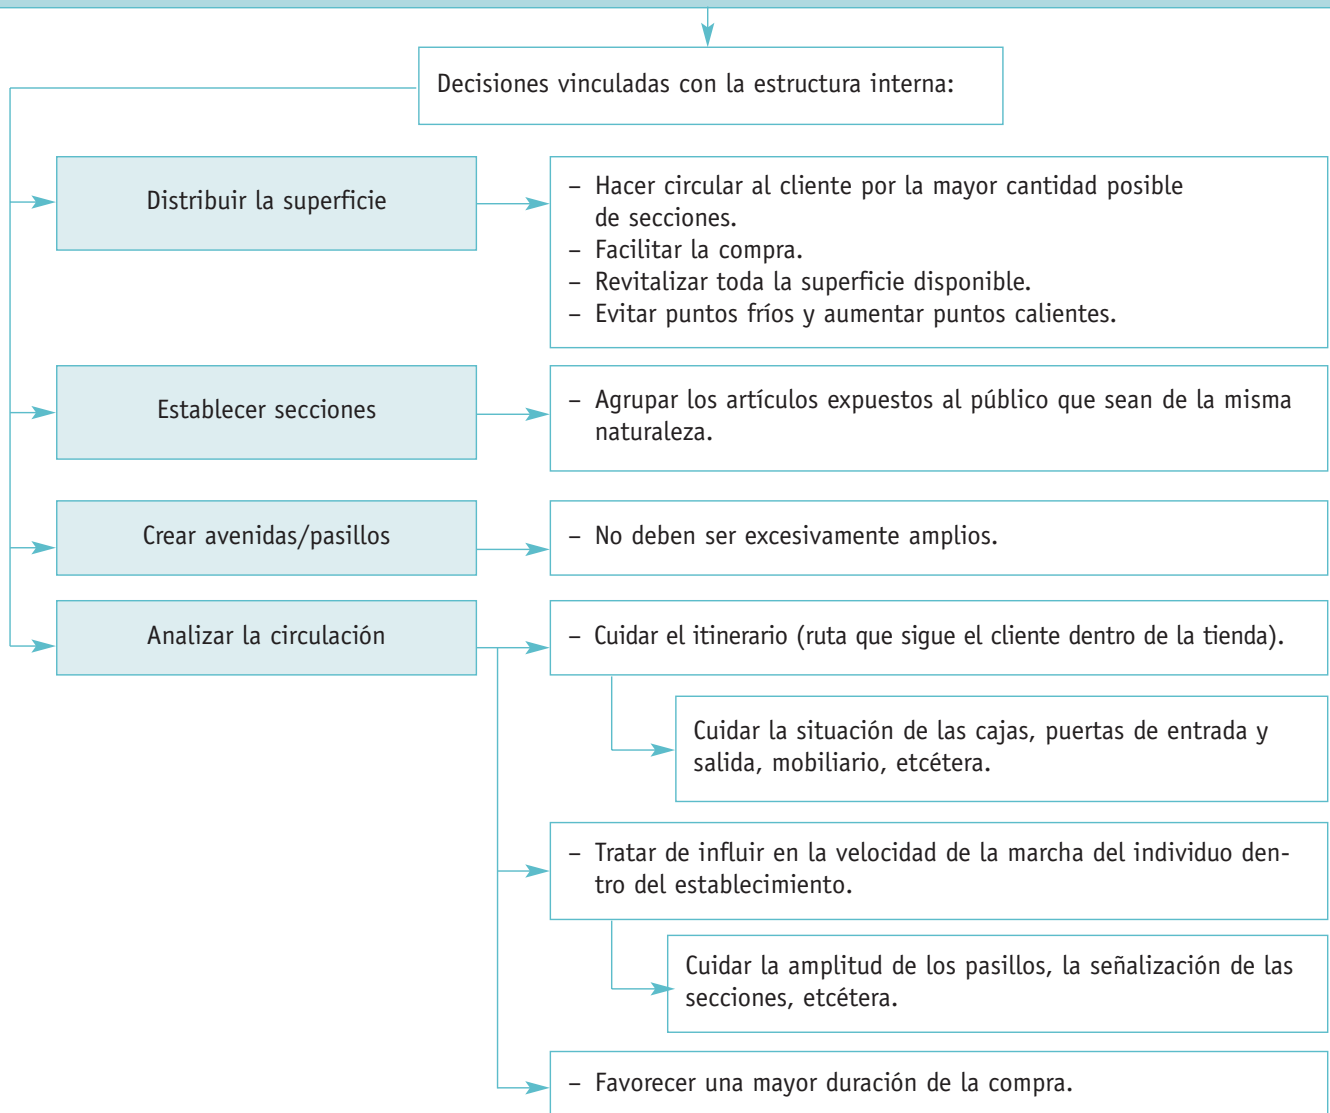 Decisiones vinculadas con la estructura interna:
Distribuir la superficie
– Hacer circular al cliente por la mayor cantidad posible
de secciones.
– Facilitar la compra.
– Revitalizar toda la superficie disponible.
– Evitar puntos fríos y aumentar puntos calientes.
Establecer secciones
– Agrupar los artículos expuestos al público que sean de la misma
naturaleza.
Crear avenidas/pasillos
– No deben ser excesivamente amplios.
Analizar la circulación
– Cuidar el itinerario (ruta que sigue el cliente dentro de la tienda).
Cuidar la situación de las cajas, puertas de entrada y
salida, mobiliario, etcétera.
– Tratar de influir en la velocidad de la marcha del individuo den-
tro del establecimiento.
Cuidar la amplitud de los pasillos, la señalización de las
secciones, etcétera.
– Favorecer una mayor duración de la compra.